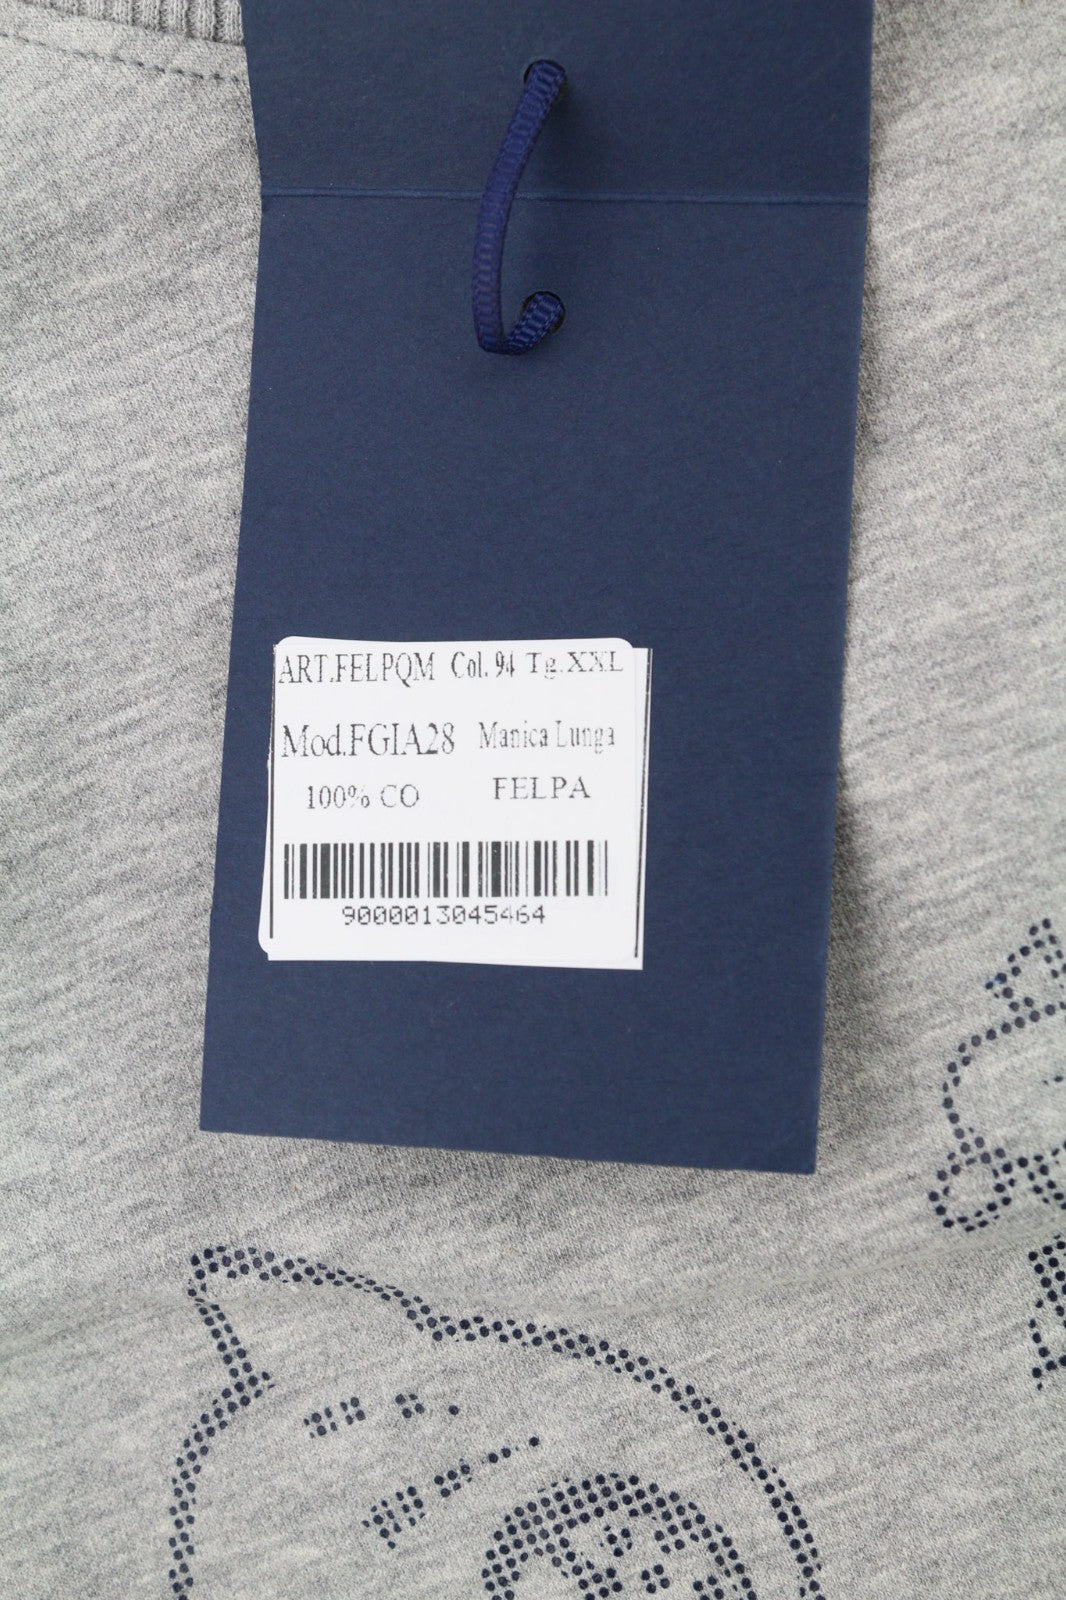 ART.FELPQM Col. 94 Tg. XXL
Mod.FGIA28 Manica Lunga
100% CO FELPA
9000013045464